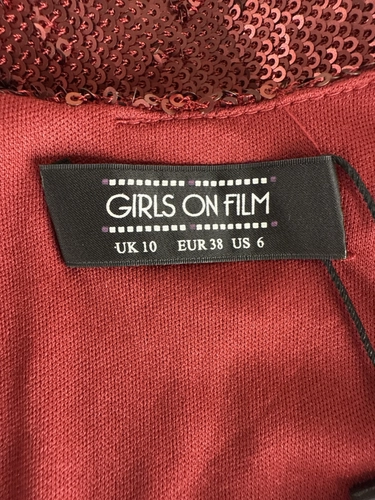 GIRLS ON FILM
UK 10 EUR 38 US 6